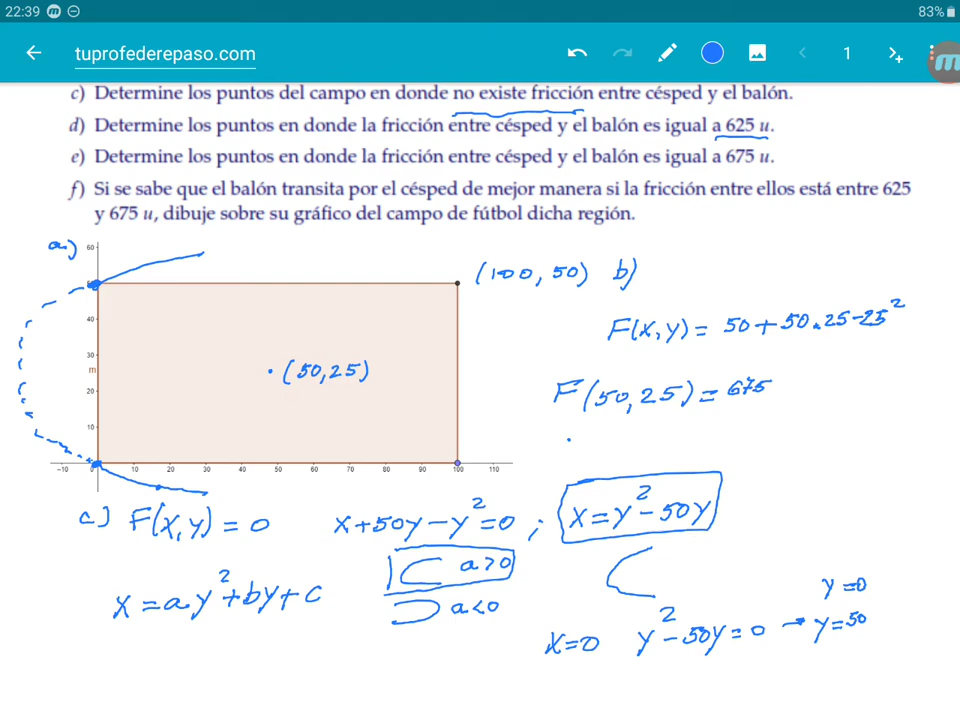 22:39 83%
tuprofederepaso.com 1
c) Determine los puntos del campo en donde no existe fricción entre césped y el balón.
d) Determine los puntos en donde la fricción entre césped y el balón es igual a 625 u.
e) Determine los puntos en donde la fricción entre césped y el balón es igual a 675 u.
f) Si se sabe que el balón transita por el césped de mejor manera si la fricción entre ellos está entre 625
y 675 u, dibuje sobre su gráfico del campo de fútbol dicha región.
a)
60
(100, 50) b)
40
F(x,y) = 50 + 50.25-25²
30
m
(50,25)
20
F(50,25) = 675
10
-10 0 10 20 30 40 50 60 70 80 90 100 110
c) F(x,y) = 0 x+50y-y²=0 ; x=y²-50y
a>0
x = ay²+by+c
a<0
y=0
x=0 y²-50y=0 → y=50